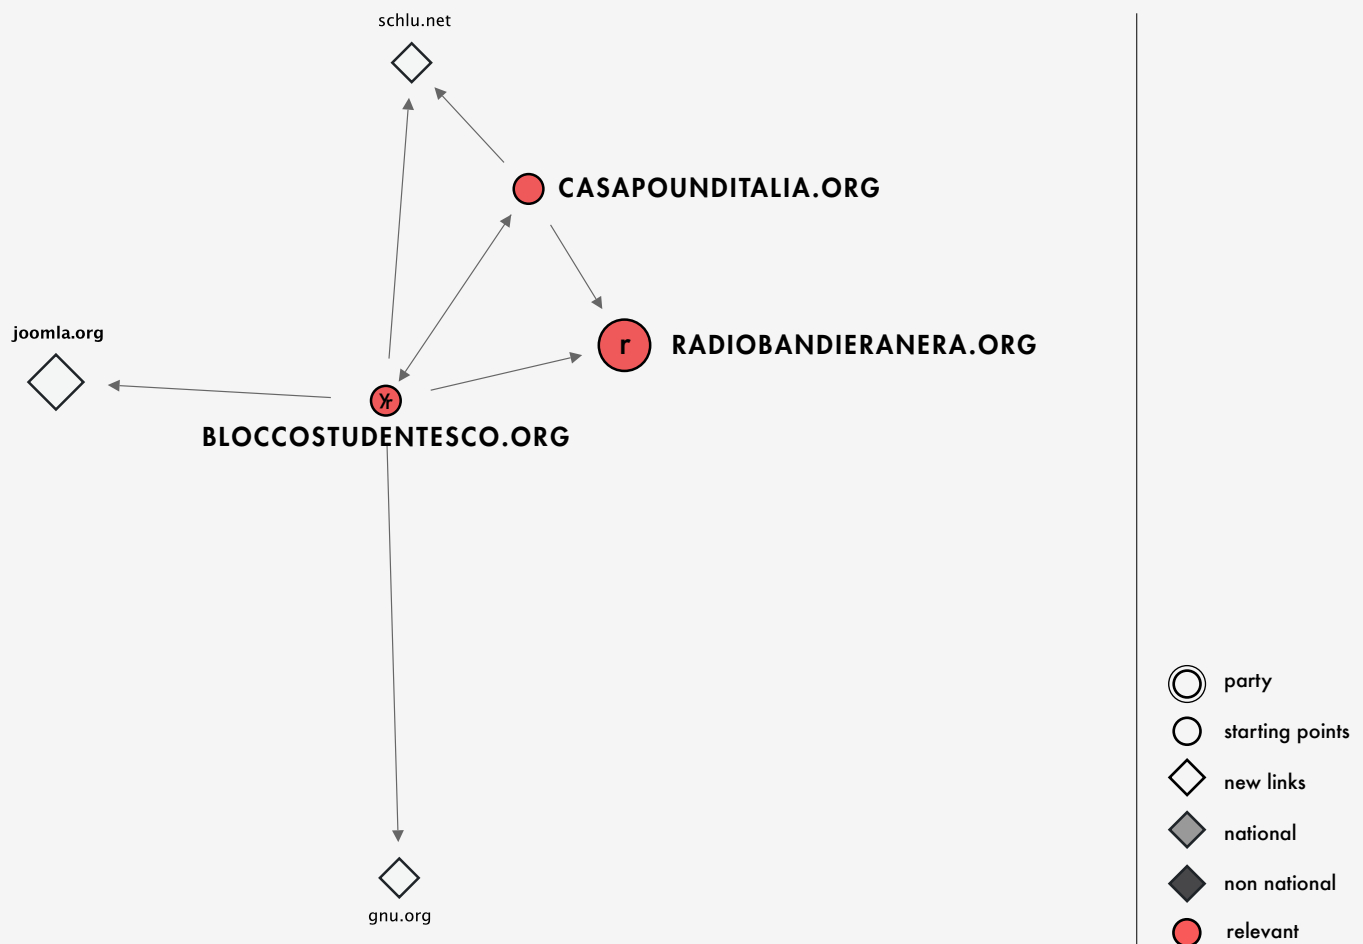 schlu.net
CASAPOUNDITALIA.ORG
joomla.org
r
RADIOBANDIERANERA.ORG
BLOCCOSTUDENTESCO.ORG
gnu.org
party
starting points
new links
national
non national
relevant